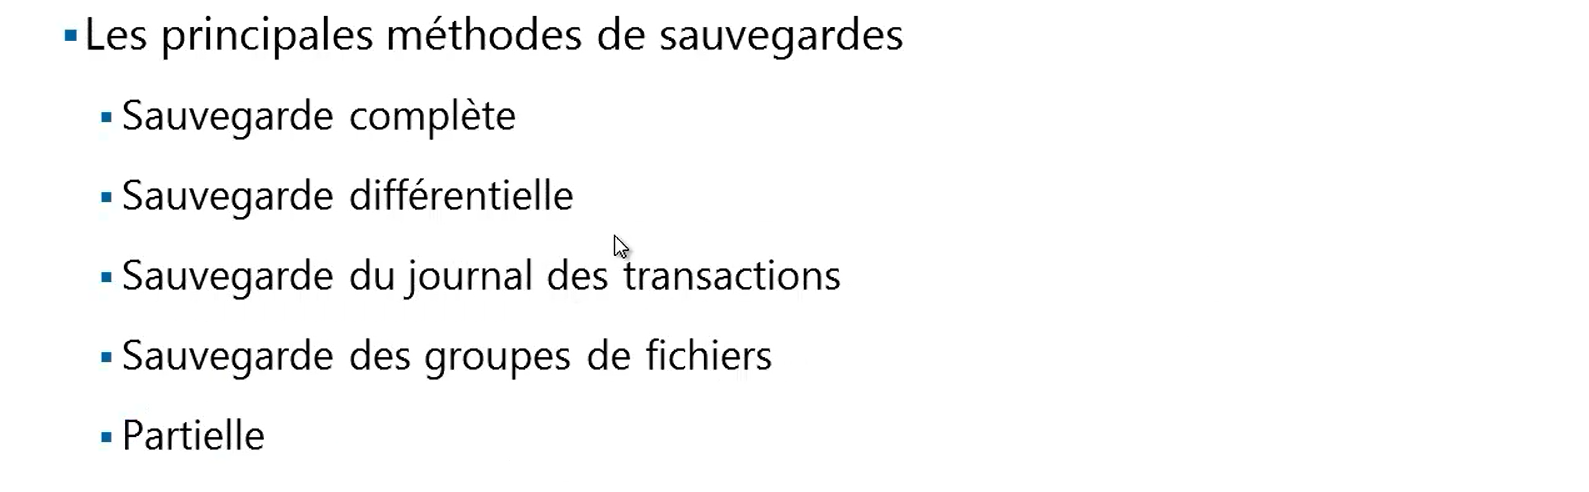 Les principales méthodes de sauvegardes
Sauvegarde complète
Sauvegarde différentielle
Sauvegarde du journal des transactions
Sauvegarde des groupes de fichiers
Partielle